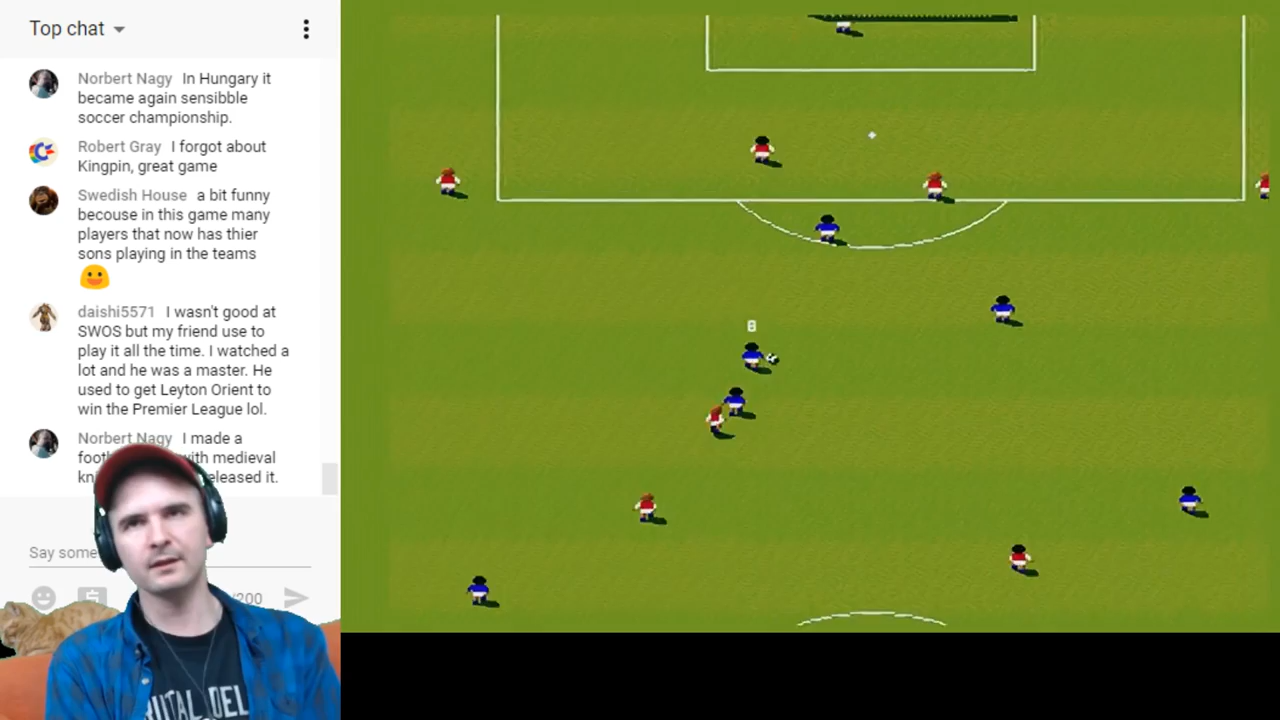 Top chat
Norbert Nagy In Hungary it
became again sensibble
soccer championship.
Robert Gray I forgot about
Kingpin, great game
Swedish House a bit funny
becouse in this game many
players that now has thier
sons playing in the teams
daishi5571 I wasn't good at
SWOS but my friend use to
play it all the time. I watched a
lot and he was a master. He
used to get Leyton Orient to
win the Premier League lol.
Norbert Nagy I made a
with medieval
it.
Say
/200
8